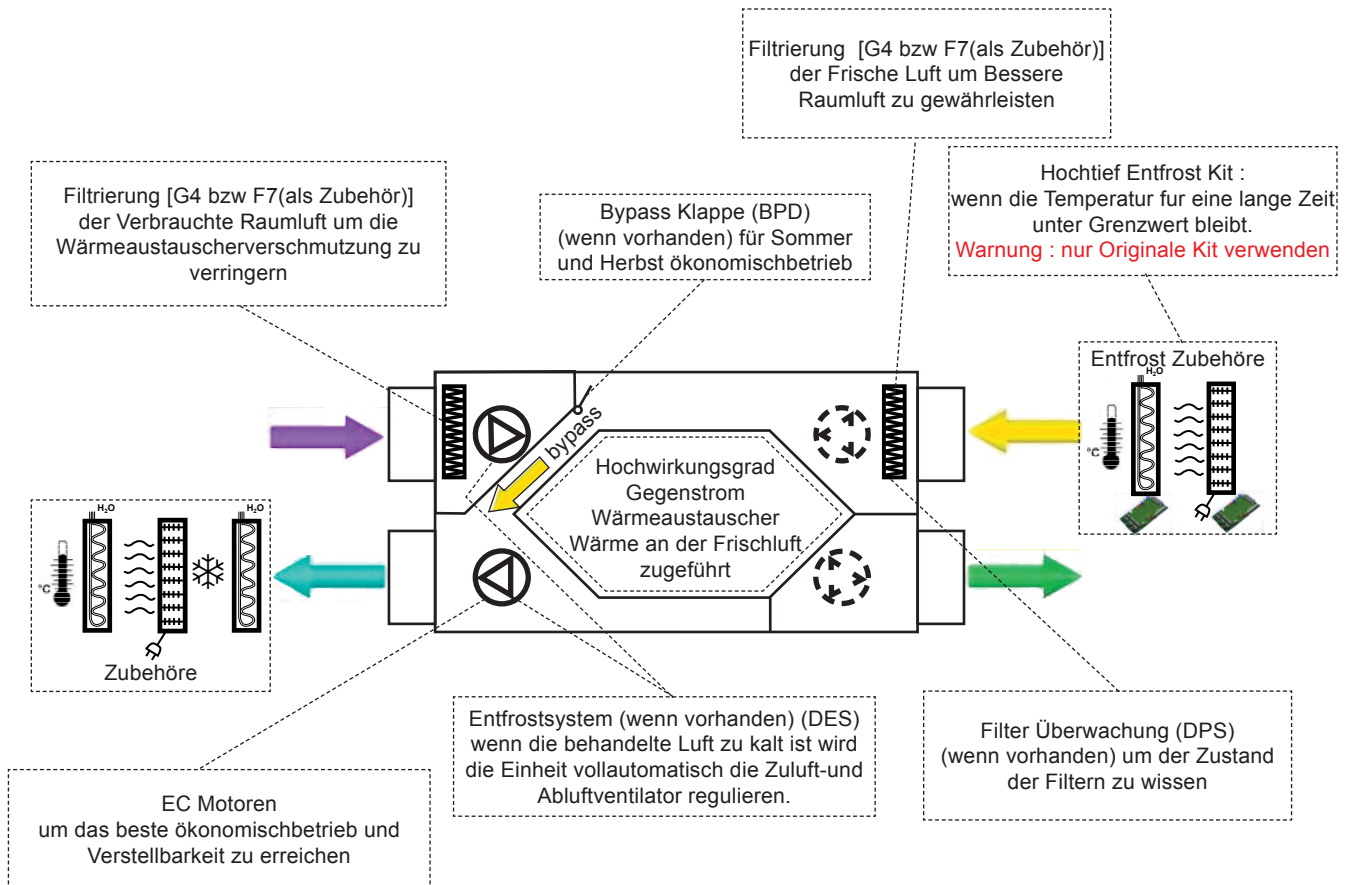 Filtrierung [G4 bzw F7(als Zubehör)]
der Frische Luft um Bessere
Raumluft zu gewährleisten
Filtrierung [G4 bzw F7(als Zubehör)]
der Verbrauchte Raumluft um die
Wärmeaustauscherverschmutzung zu
verringern
Bypass Klappe (BPD)
(wenn vorhanden) für Sommer
und Herbst ökonomischbetrieb
Hochtief Entfrost Kit :
wenn die Temperatur fur eine lange Zeit
unter Grenzwert bleibt.
Warnung : nur Originale Kit verwenden
Entfrost Zubehöre
H₂O
°C
bypass
Hochwirkungsgrad
Gegenstrom
Wärmeaustauscher
Wärme an der Frischluft
zugeführt
H₂O
H₂O
°C
Zubehöre
Entfrostsystem (wenn vorhanden) (DES)
wenn die behandelte Luft zu kalt ist wird
die Einheit vollautomatisch die Zuluft-und
Abluftventilator regulieren.
Filter Überwachung (DPS)
(wenn vorhanden) um der Zustand
der Filtern zu wissen
EC Motoren
um das beste ökonomischbetrieb und
Verstellbarkeit zu erreichen